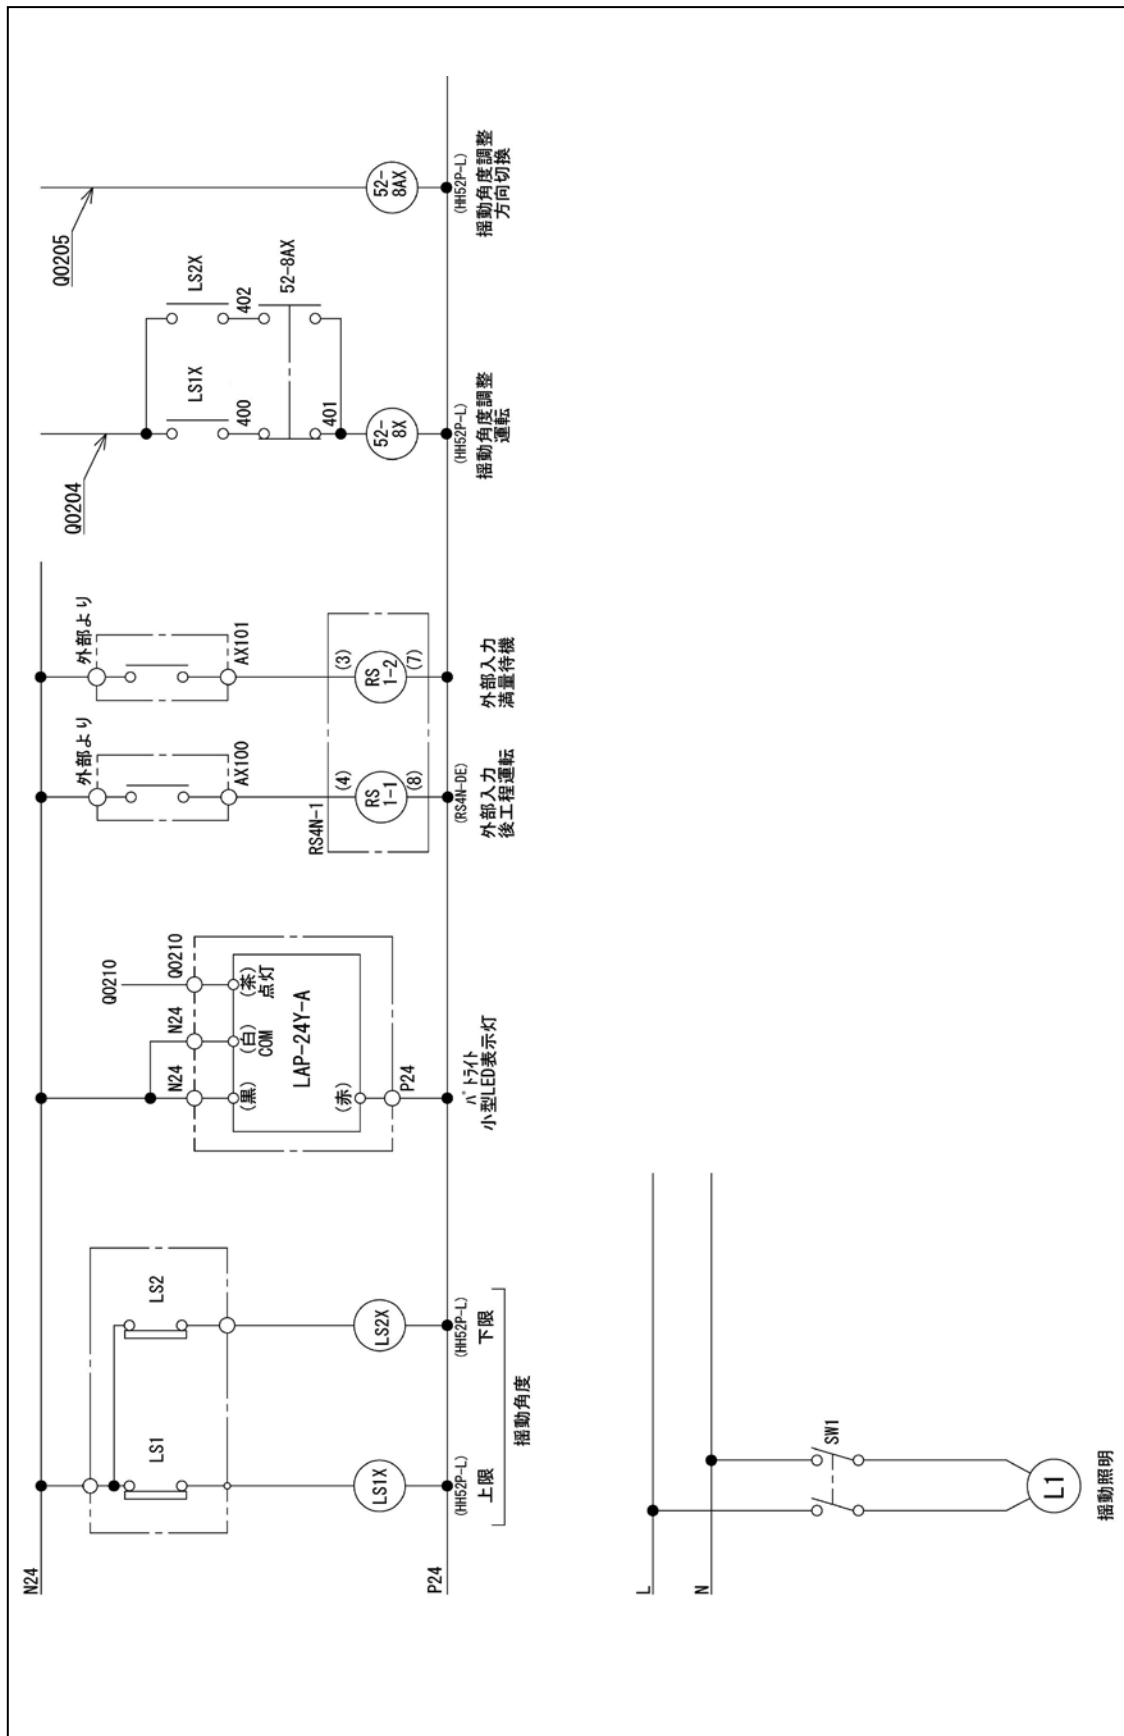 N24
LS1
LS2
LS1X
LS2X
P24
(HH52P-L)
上限
(HH52P-L)
下限
揺動角度
N24
N24
Q0210
Q0210
(黒)
(白)
COM
(茶)
点灯
LAP-24Y-A
(赤)
P24
パトライト
小型LED表示灯
外部より
AX100
RS4N-1
(4)
RS
1-1
(8)
(RS4N-DE)
外部入力
後工程運転
外部より
AX101
(3)
RS
1-2
(7)
外部入力
満量待機
Q0204
LS1X
400
LS2X
402
52-8AX
401
52-
8X
(HH52P-L)
揺動角度調整
運転
Q0205
52-
8AX
(HH52P-L)
揺動角度調整
方向切換
L
N
SW1
L1
揺動照明